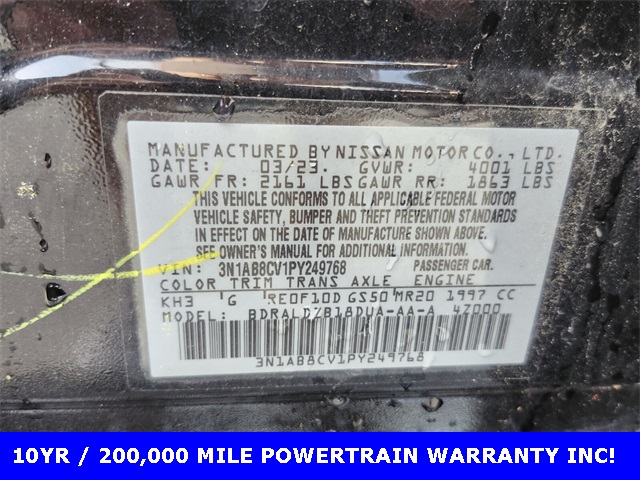 MANUFACTURED BY NISSAN MOTOR CO., LTD.
DATE: 03/23. GVWR: 4001 LBS
GAWR FR: 2161 LBS GAWR RR: 1863 LBS
THIS VEHICLE CONFORMS TO ALL APPLICABLE FEDERAL MOTOR
VEHICLE SAFETY, BUMPER AND THEFT PREVENTION STANDARDS
IN EFFECT ON THE DATE OF MANUFACTURE SHOWN ABOVE.
SEE OWNER'S MANUAL FOR ADDITIONAL INFORMATION.
VIN: 3N1AB8CV1PY249768 PASSENGER CAR.
COLOR TRIM TRANS AXLE ENGINE
KH3 G RE0F10D GS50 MR20 1997 CC
MODEL: 4Z000
3N1AB8CV1PY249768
10YR / 200,000 MILE POWERTRAIN WARRANTY INC!